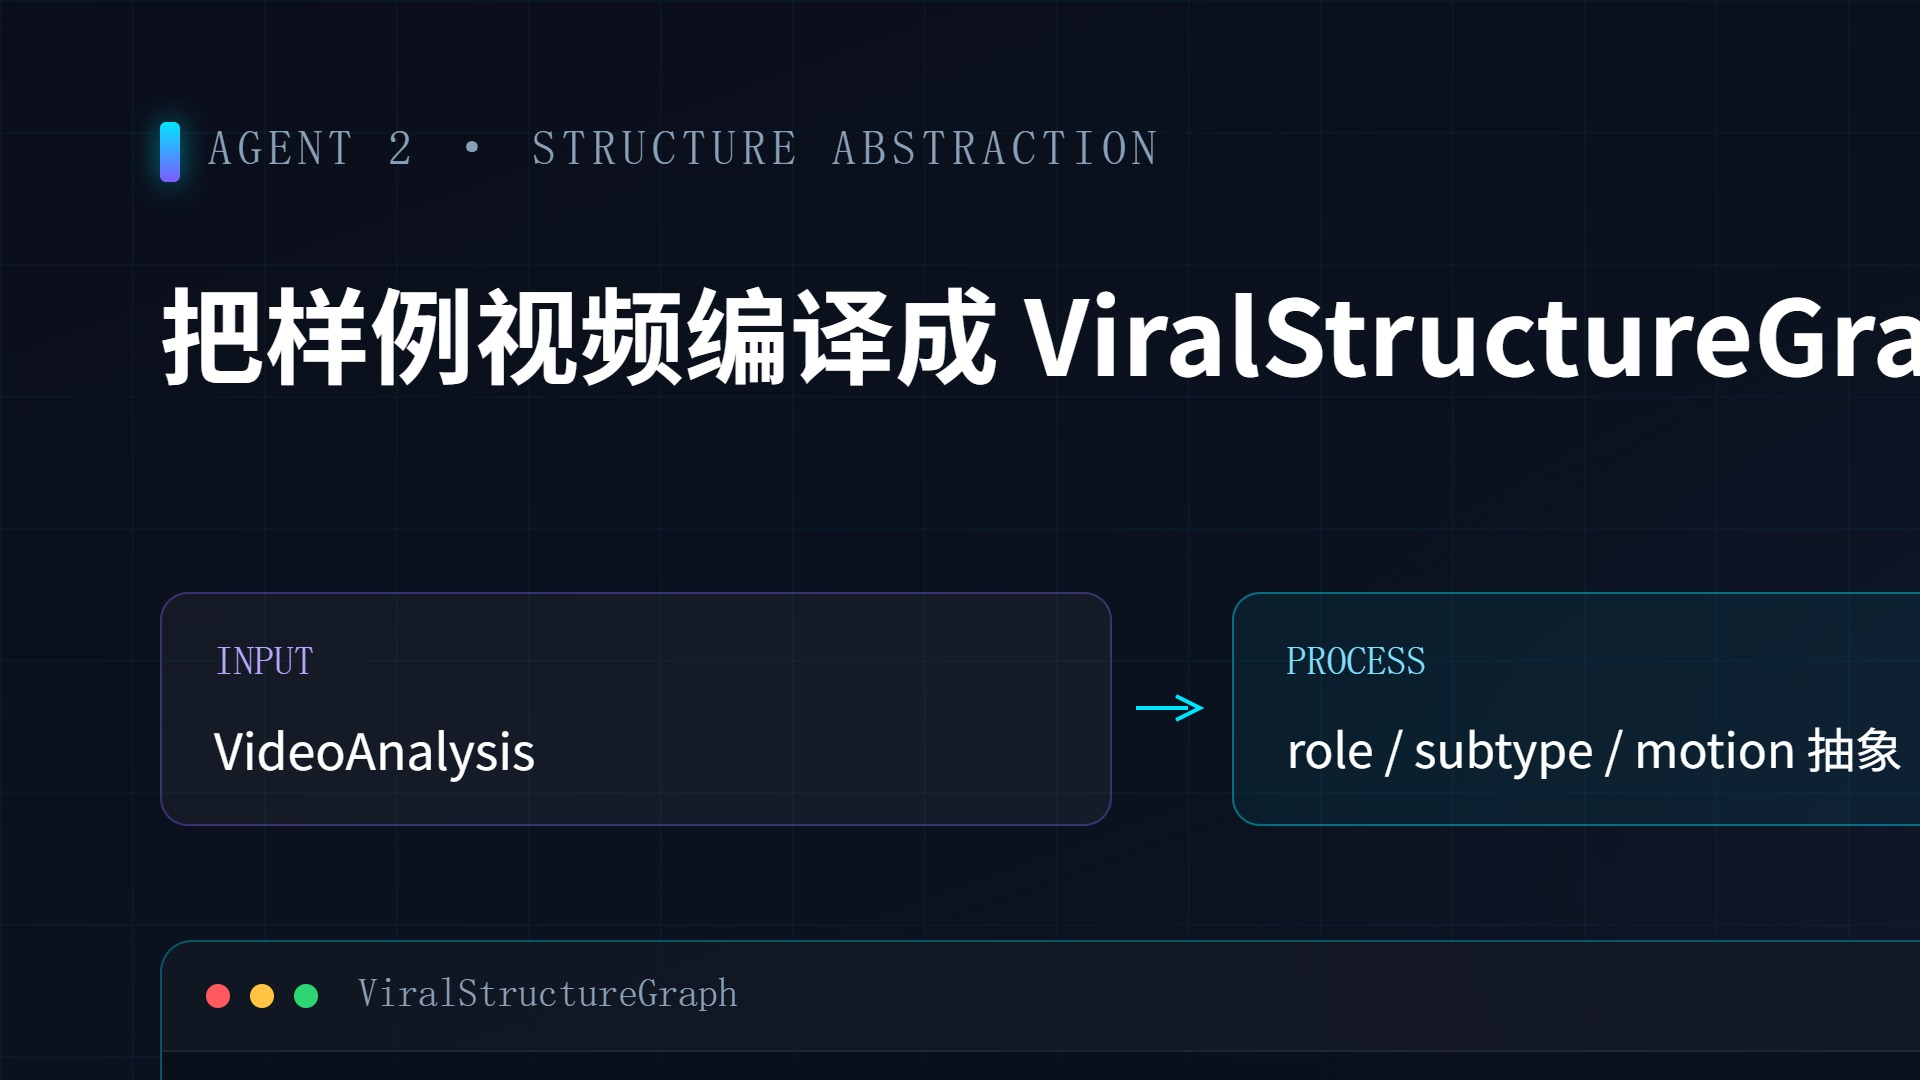 AGENT 2 • STRUCTURE ABSTRACTION
把样例视频编译成 ViralStructureGra
INPUT
VideoAnalysis
PROCESS
role / subtype / motion 抽象
ViralStructureGraph